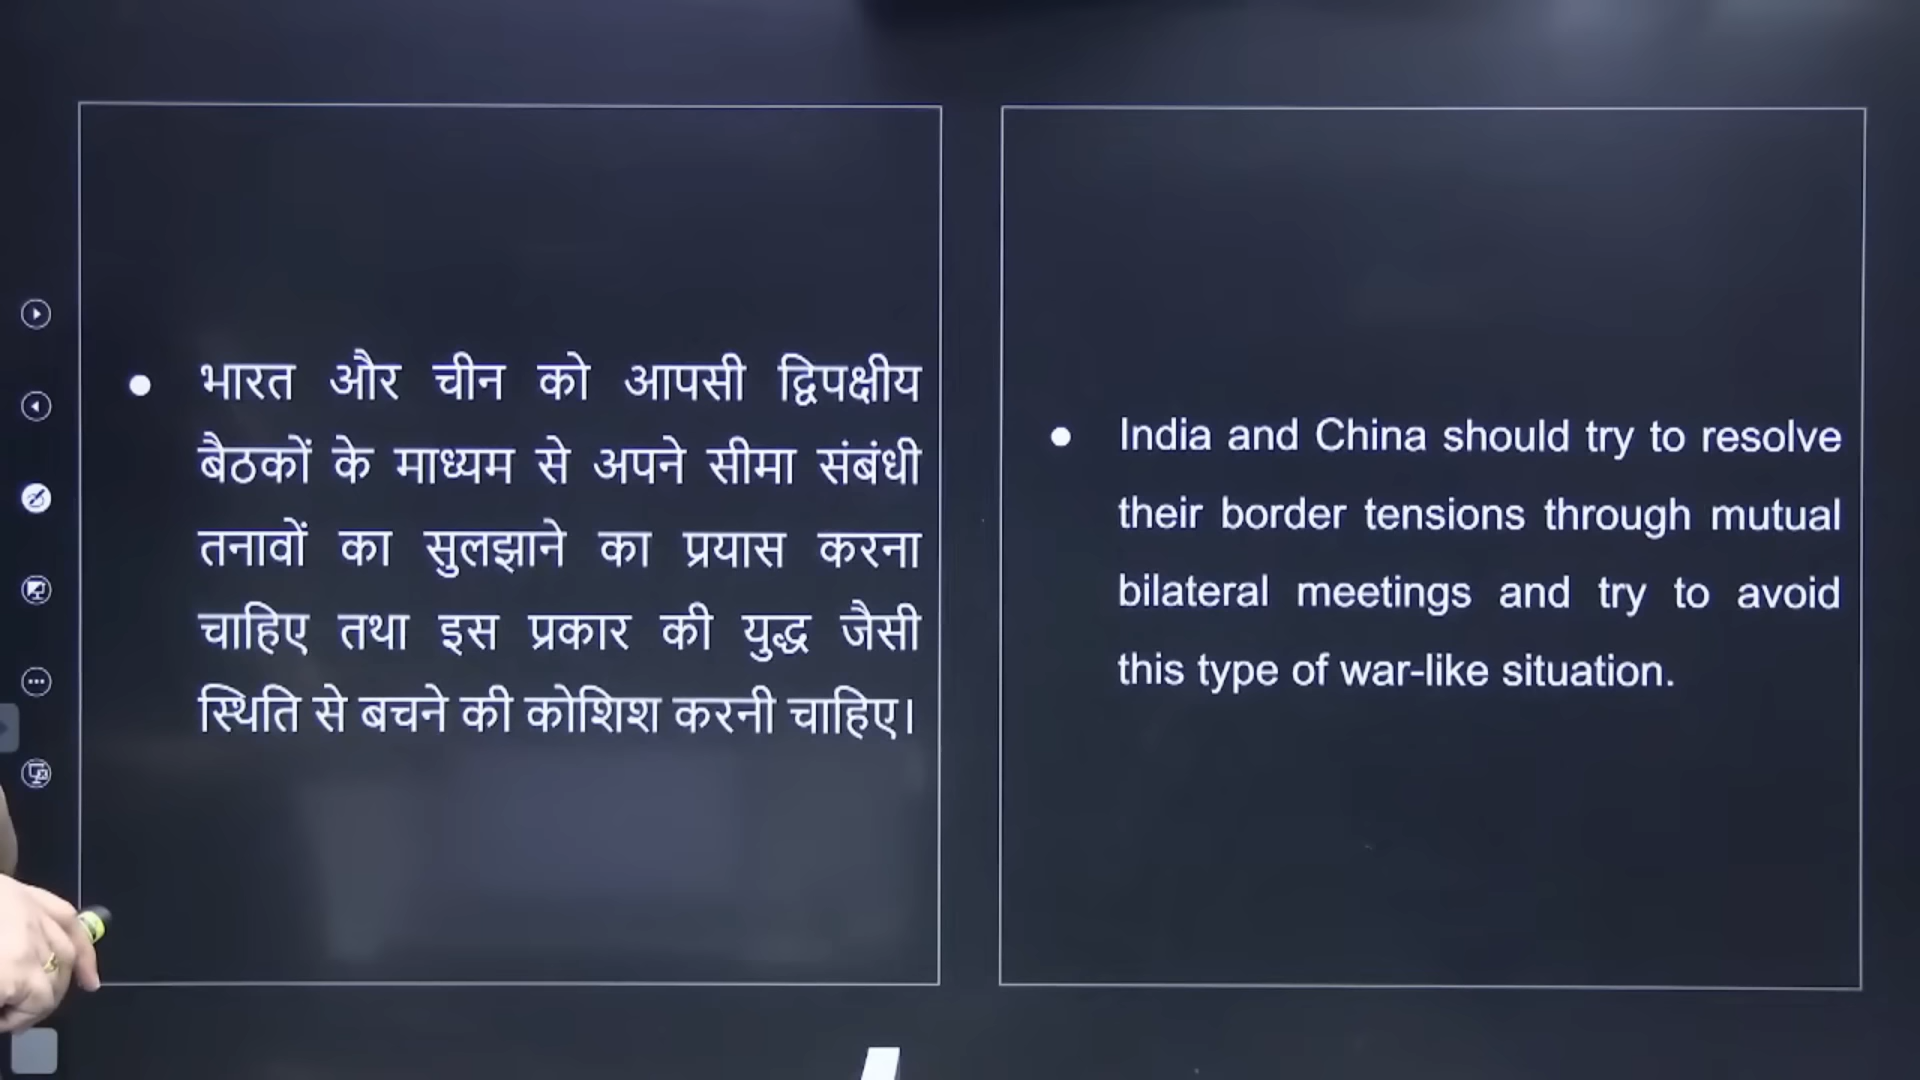 भारत और चीन को आपसी द्विपक्षीय
बैठकों के माध्यम से अपने सीमा संबंधी
तनावों का सुलझाने का प्रयास करना
चाहिए तथा इस प्रकार की युद्ध जैसी
स्थिति से बचने की कोशिश करनी चाहिए।
India and China should try to resolve
their border tensions through mutual
bilateral meetings and try to avoid
this type of war-like situation.